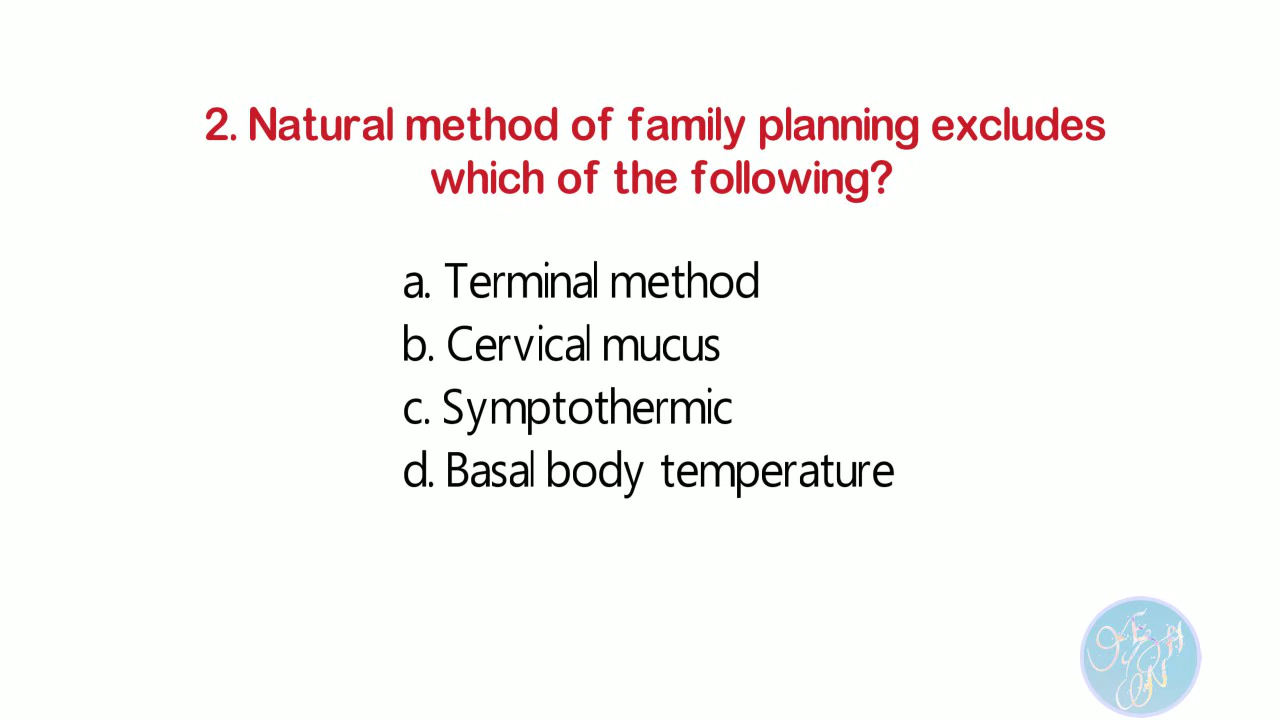 2. Natural method of family planning excludes
which of the following?
a. Terminal method
b. Cervical mucus
c. Symptothermic
d. Basal body temperature